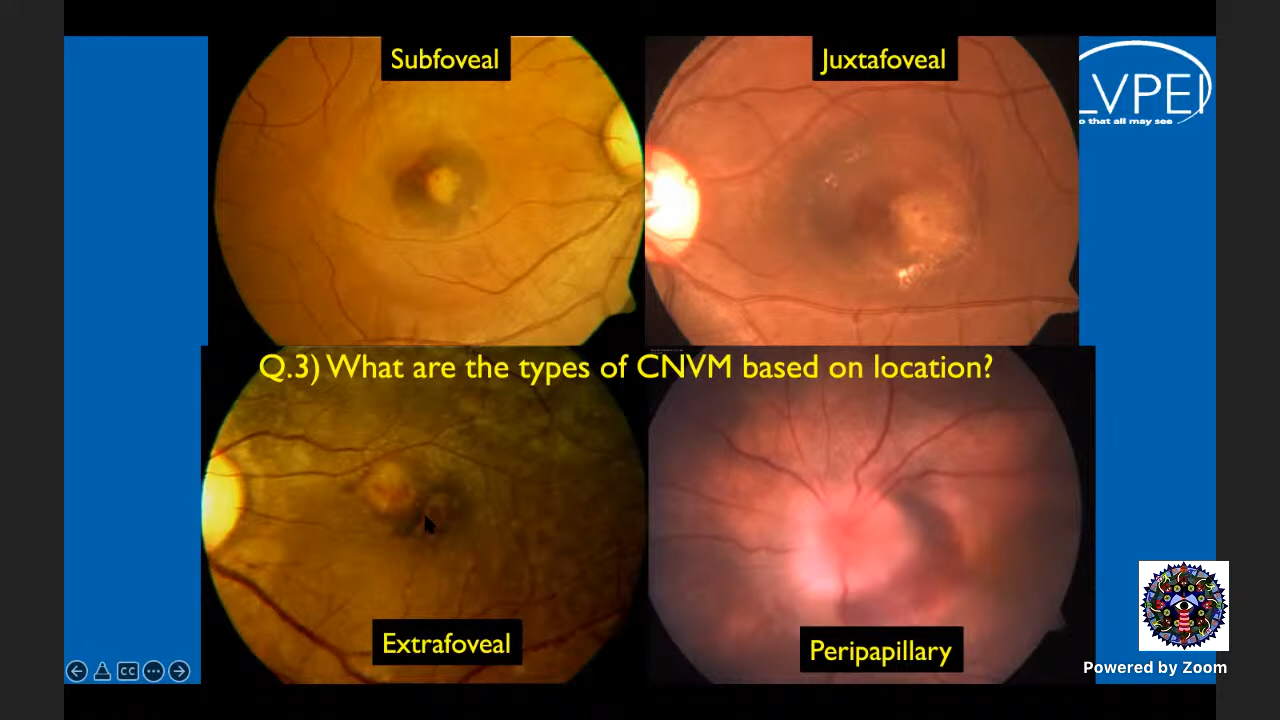 Subfoveal
Juxtafoveal
LVPEI
o that all may see
Q.3) What are the types of CNVM based on location?
Extrafoveal
Peripapillary
CC
Powered by Zoom